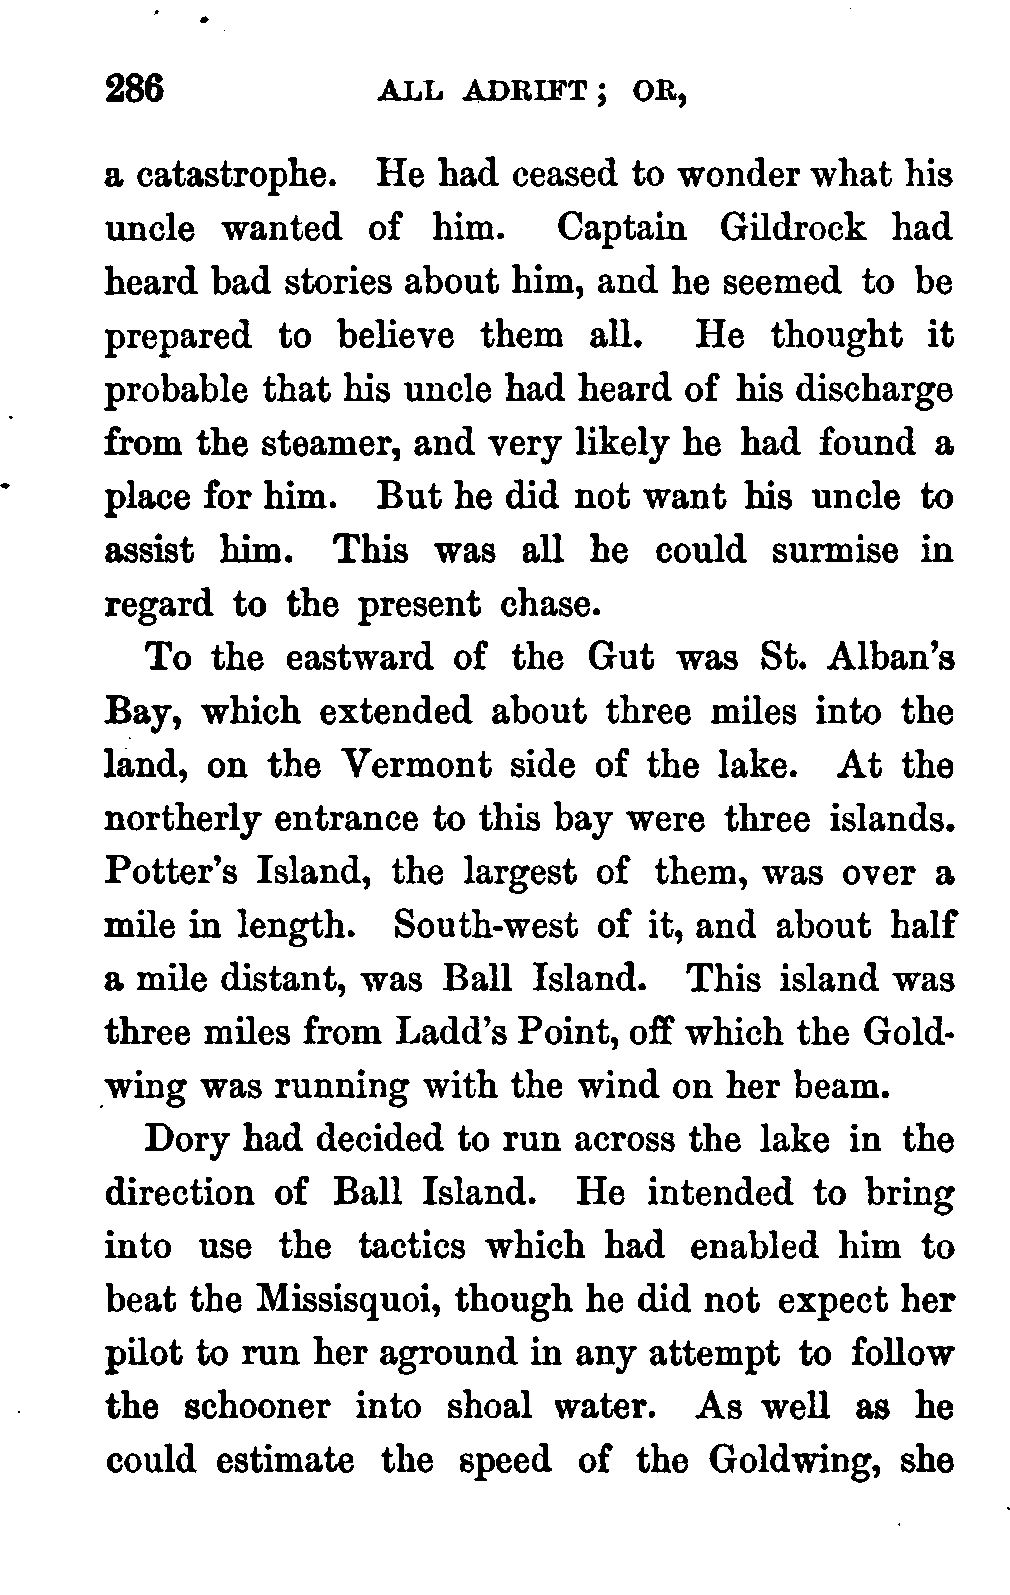 286 ALL ADRIFT; OR,
a catastrophe. He had ceased to wonder what his
uncle wanted of him. Captain Gildrock had
heard bad stories about him, and he seemed to be
prepared to believe them all. He thought it
probable that his uncle had heard of his discharge
from the steamer, and very likely he had found a
place for him. But he did not want his uncle to
assist him. This was all he could surmise in
regard to the present chase.
To the eastward of the Gut was St. Alban's
Bay, which extended about three miles into the
land, on the Vermont side of the lake. At the
northerly entrance to this bay were three islands.
Potter's Island, the largest of them, was over a
mile in length. South-west of it, and about half
a mile distant, was Ball Island. This island was
three miles from Ladd's Point, off which the Gold-
wing was running with the wind on her beam.
Dory had decided to run across the lake in the
direction of Ball Island. He intended to bring
into use the tactics which had enabled him to
beat the Missisquoi, though he did not expect her
pilot to run her aground in any attempt to follow
the schooner into shoal water. As well as he
could estimate the speed of the Goldwing, she